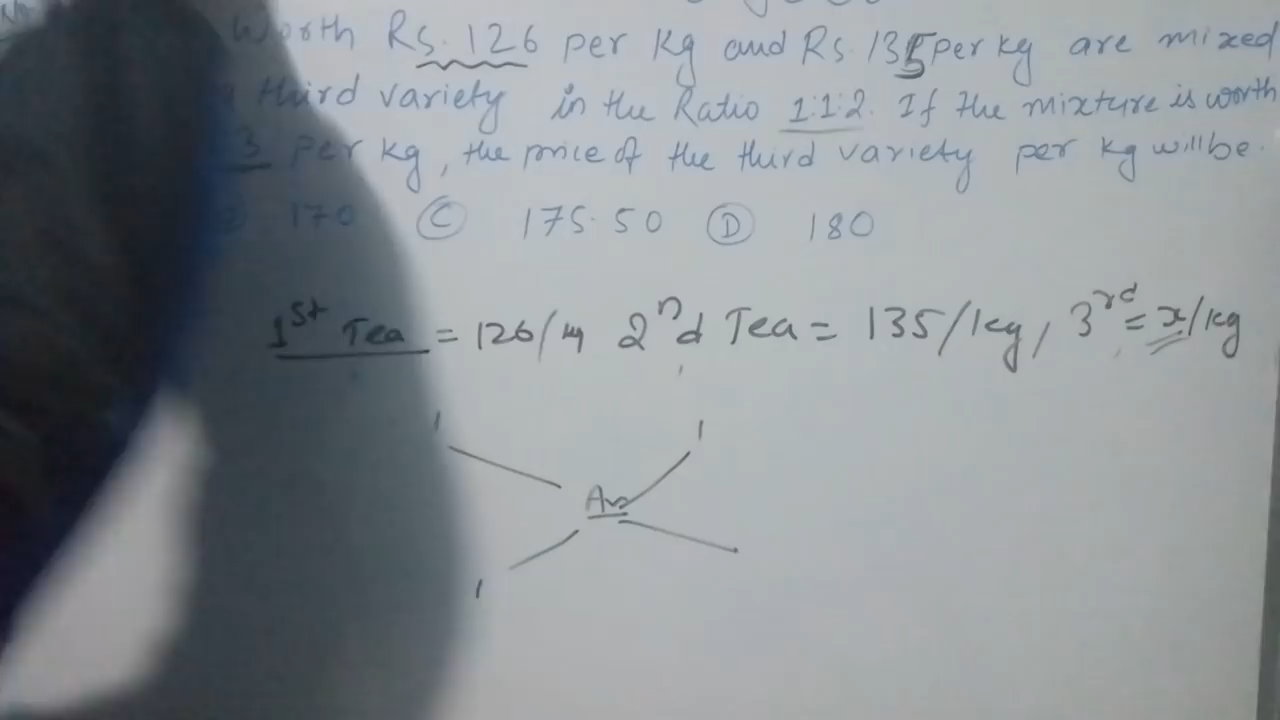 Worth Rs. 126 per Kg and Rs 135 per kg are mixed
third variety in the Ratio 1:1:2. If the mixture is worth
3 per kg, the price of the third variety per kg will be.
170 Ⓒ 175.50 Ⓓ 180
1st Tea = 126/kg 2nd Tea = 135/kg, 3rd = x/kg
1 1
Av
1